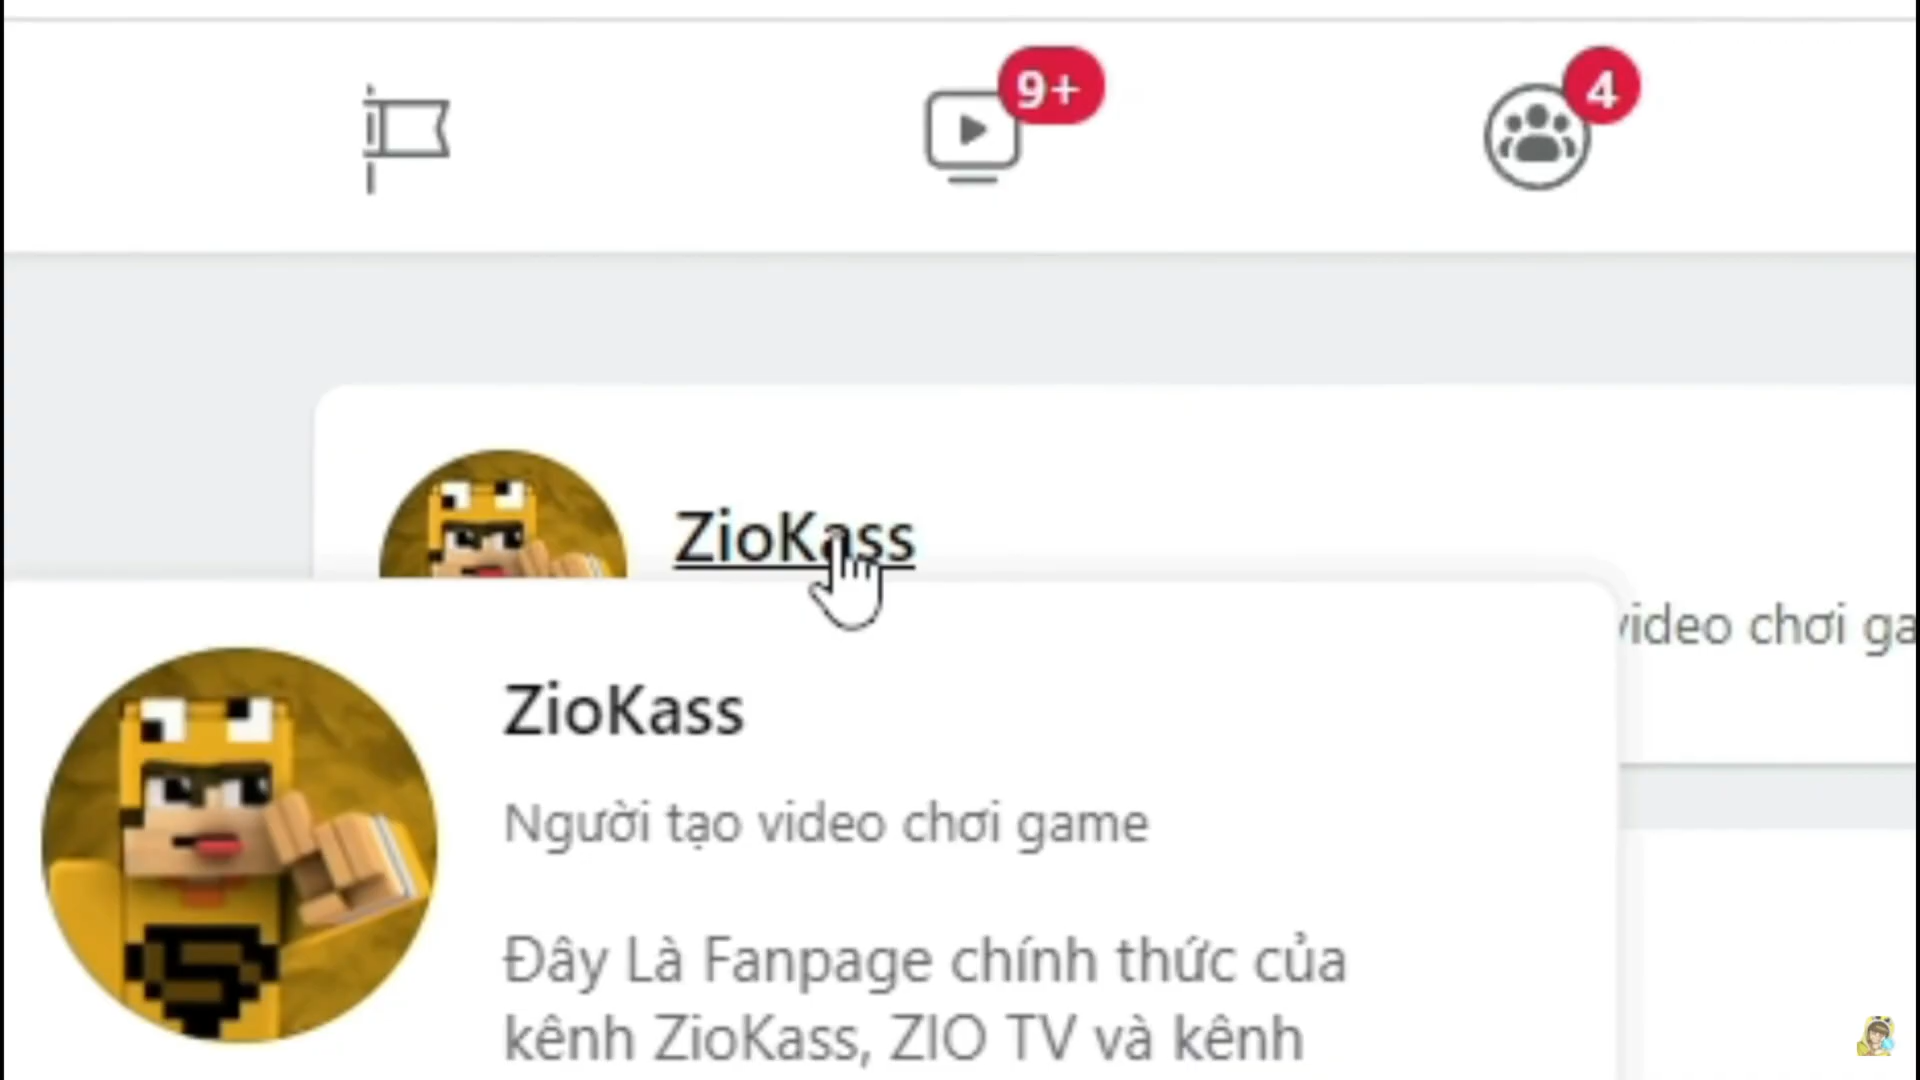 9+
4
ZioKass
video chơi ga
ZioKass
Người tạo video chơi game
Đây Là Fanpage chính thức của
kênh ZioKass, ZIO TV và kênh